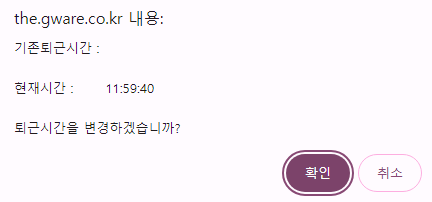 the.gware.co.kr 내용:
기존퇴근시간 :
현재시간 : 11:59:40
퇴근시간을 변경하겠습니까?
확인 취소